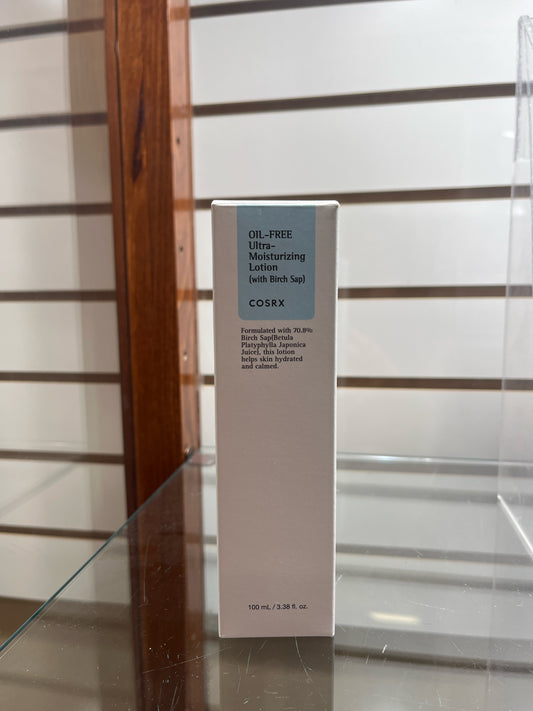 OIL-FREE
Ultra-
Moisturizing
Lotion
(with Birch Sap)
COSRX
Formulated with 70.8%
Birch Sap(Betula
Platyphylla Japonica
Juice), this lotion
helps skin hydrated
and calmed.
100 mL / 3.38 fl. oz.